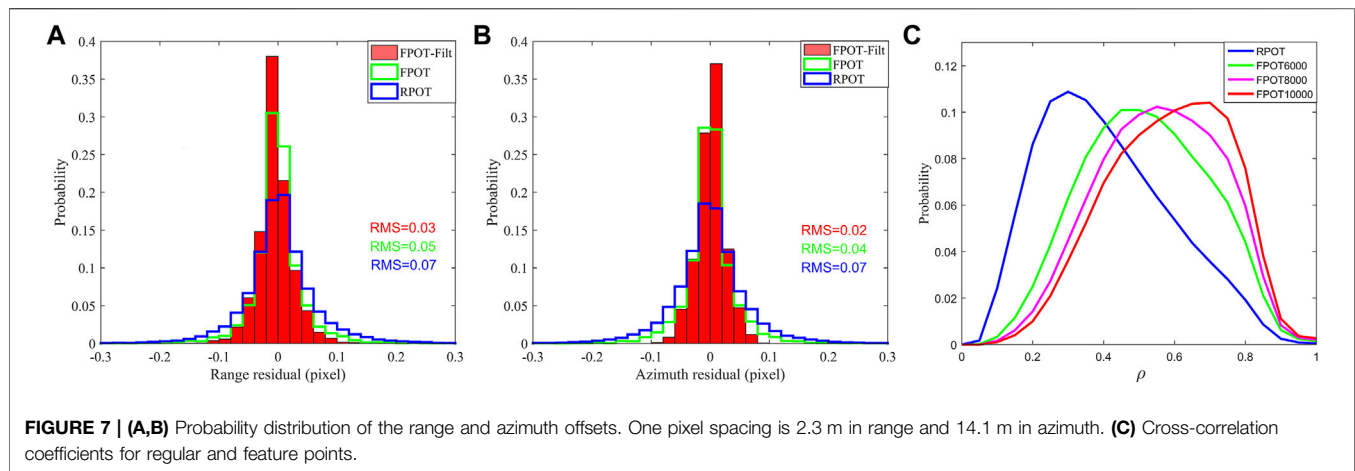 A
0.4
0.35
0.3
0.25
0.2
0.15
0.1
0.05
0
Probability
-0.3
-0.2
-0.1
0
0.1
0.2
0.3
Range residual (pixel)
FPOT-Filt
FPOT
RPOT
RMS=0.03
RMS=0.05
RMS=0.07
B
0.4
0.35
0.3
0.25
0.2
0.15
0.1
0.05
0
Probability
-0.3
-0.2
-0.1
0
0.1
0.2
0.3
Azimuth residual (pixel)
FPOT-Filt
FPOT
RPOT
RMS=0.02
RMS=0.04
RMS=0.07
C
0.12
0.1
0.08
0.06
0.04
0.02
0
Probability
0
0.2
0.4
0.6
0.8
1
ρ
RPOT
FPOT6000
FPOT8000
FPOT10000
FIGURE 7 | (A,B) Probability distribution of the range and azimuth offsets. One pixel spacing is 2.3 m in range and 14.1 m in azimuth. (C) Cross-correlation
coefficients for regular and feature points.